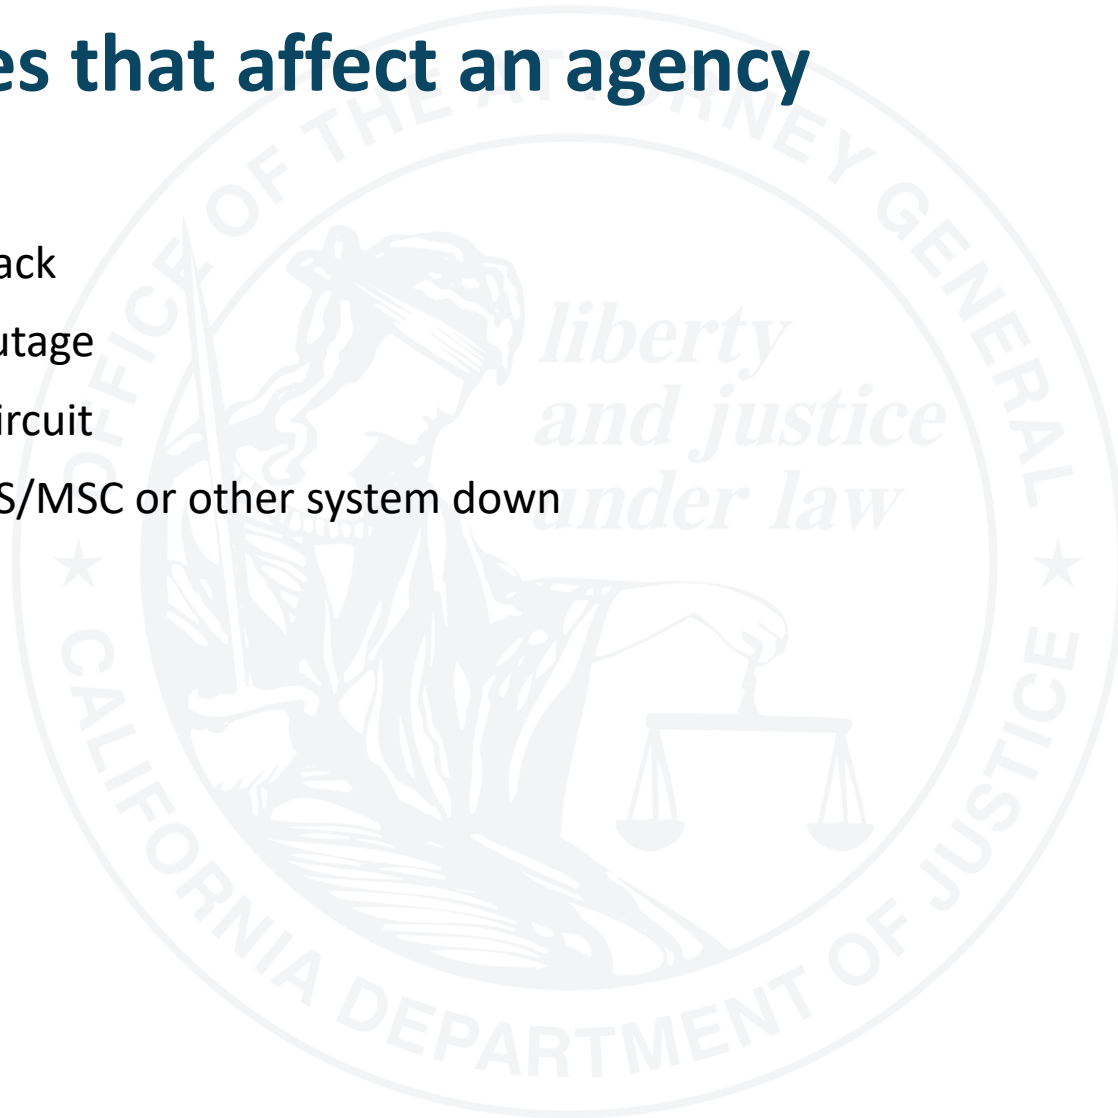 es that affect an agency
ack
utage
ircuit
S/MSC or other system down
OFFICE OF THE ATTORNEY GENERAL
liberty
and justice
under law
CALIFORNIA DEPARTMENT OF JUSTICE